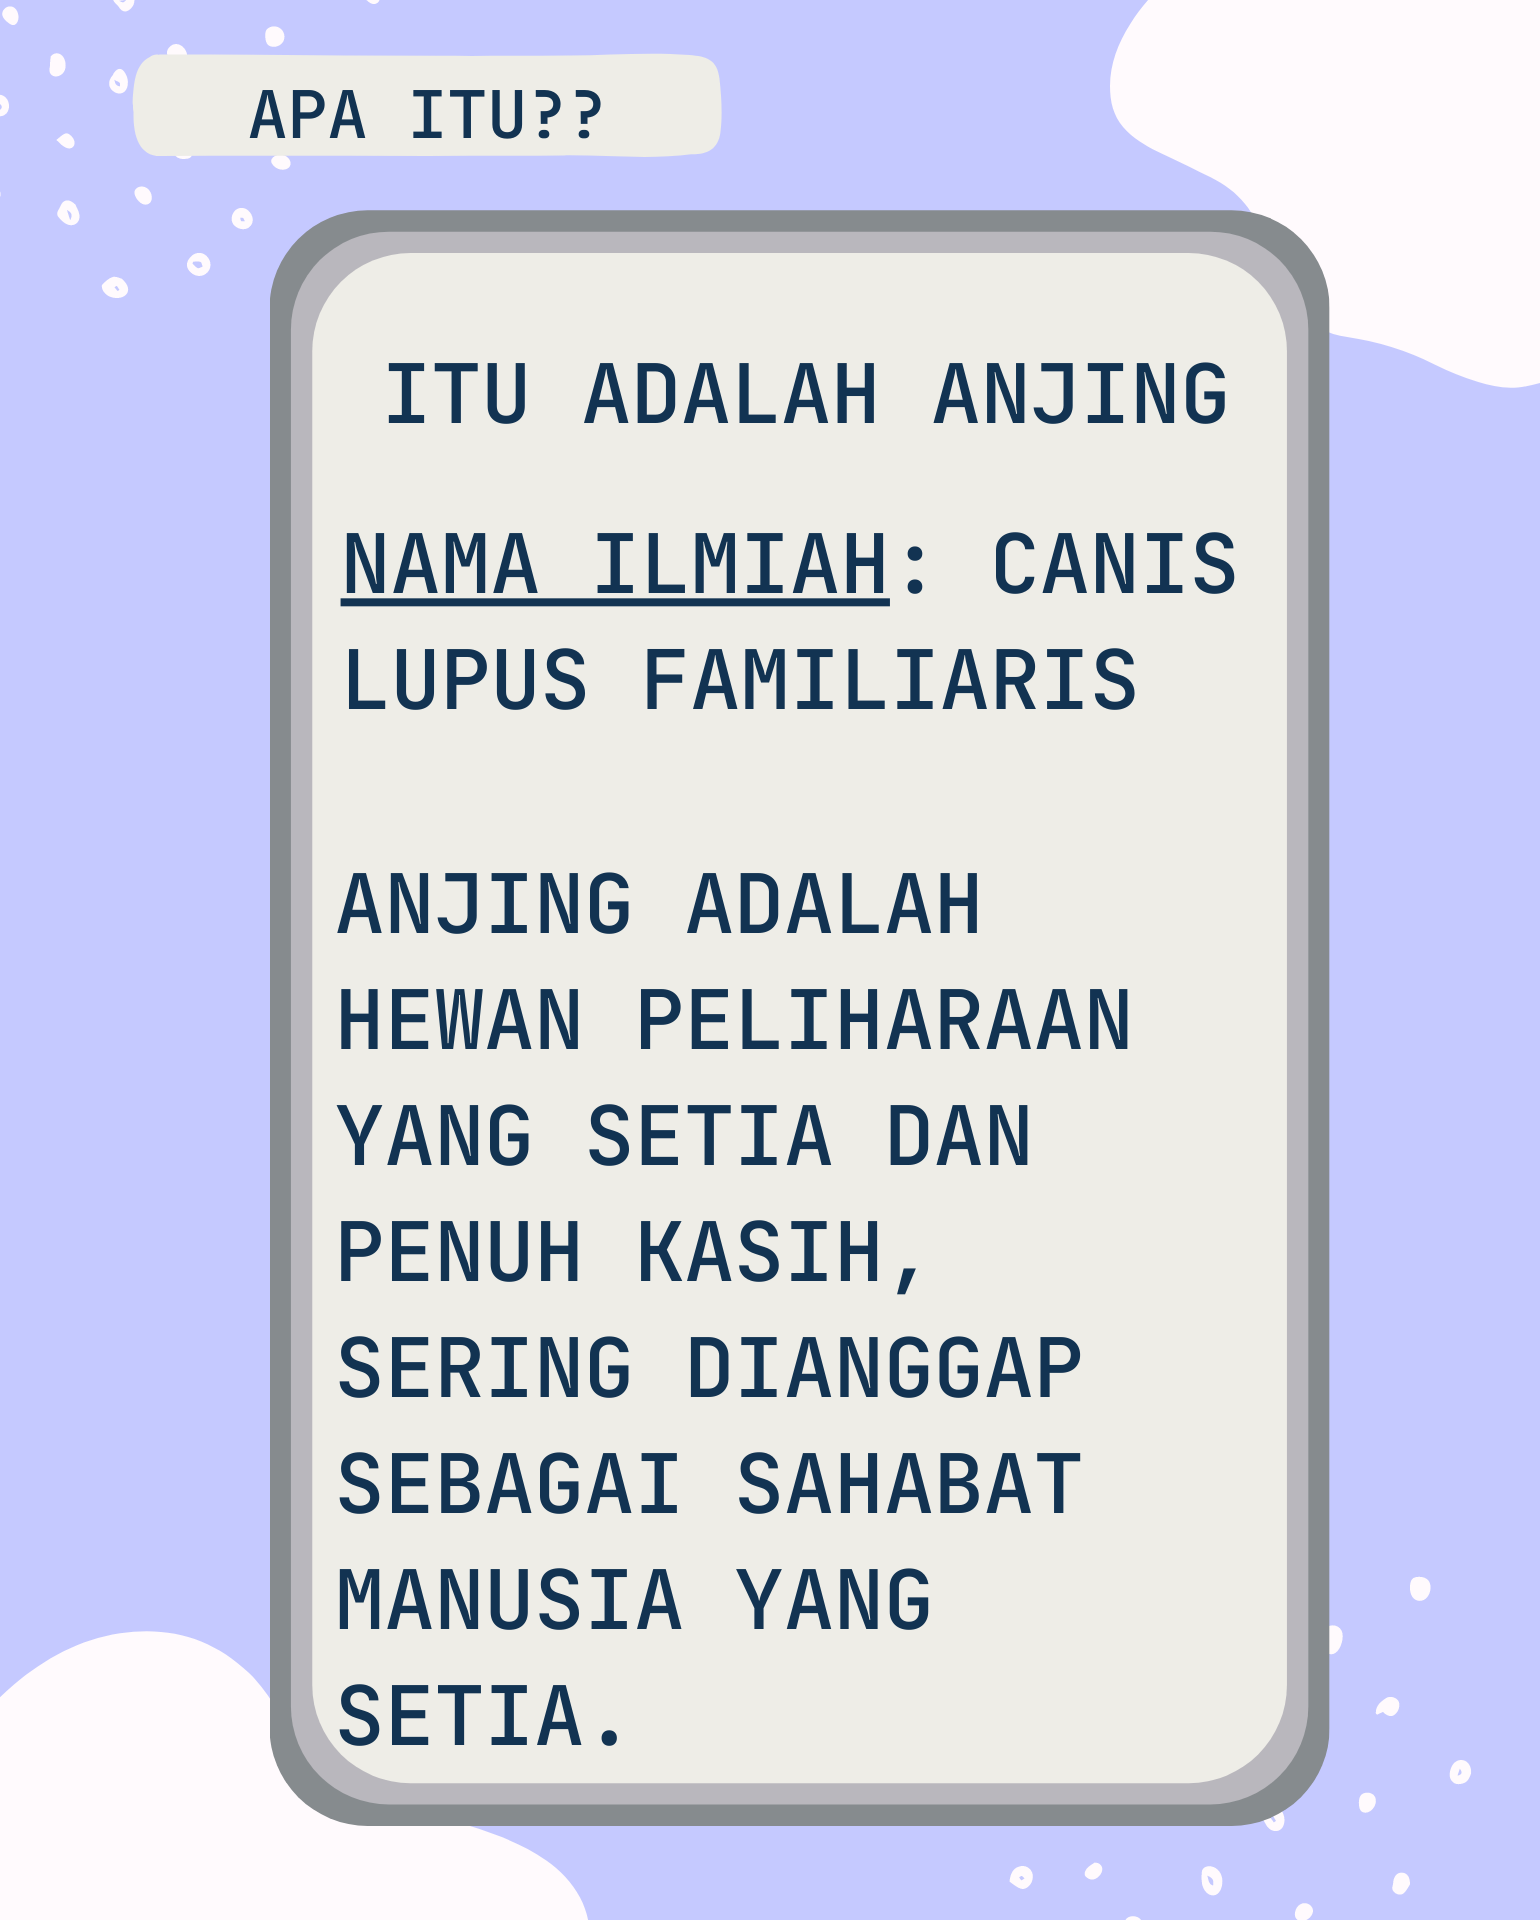 APA ITU??
ITU ADALAH ANJING
NAMA ILMIAH: CANIS
LUPUS FAMILIARIS
ANJING ADALAH
HEWAN PELIHARAAN
YANG SETIA DAN
PENUH KASIH,
SERING DIANGGAP
SEBAGAI SAHABAT
MANUSIA YANG
SETIA.